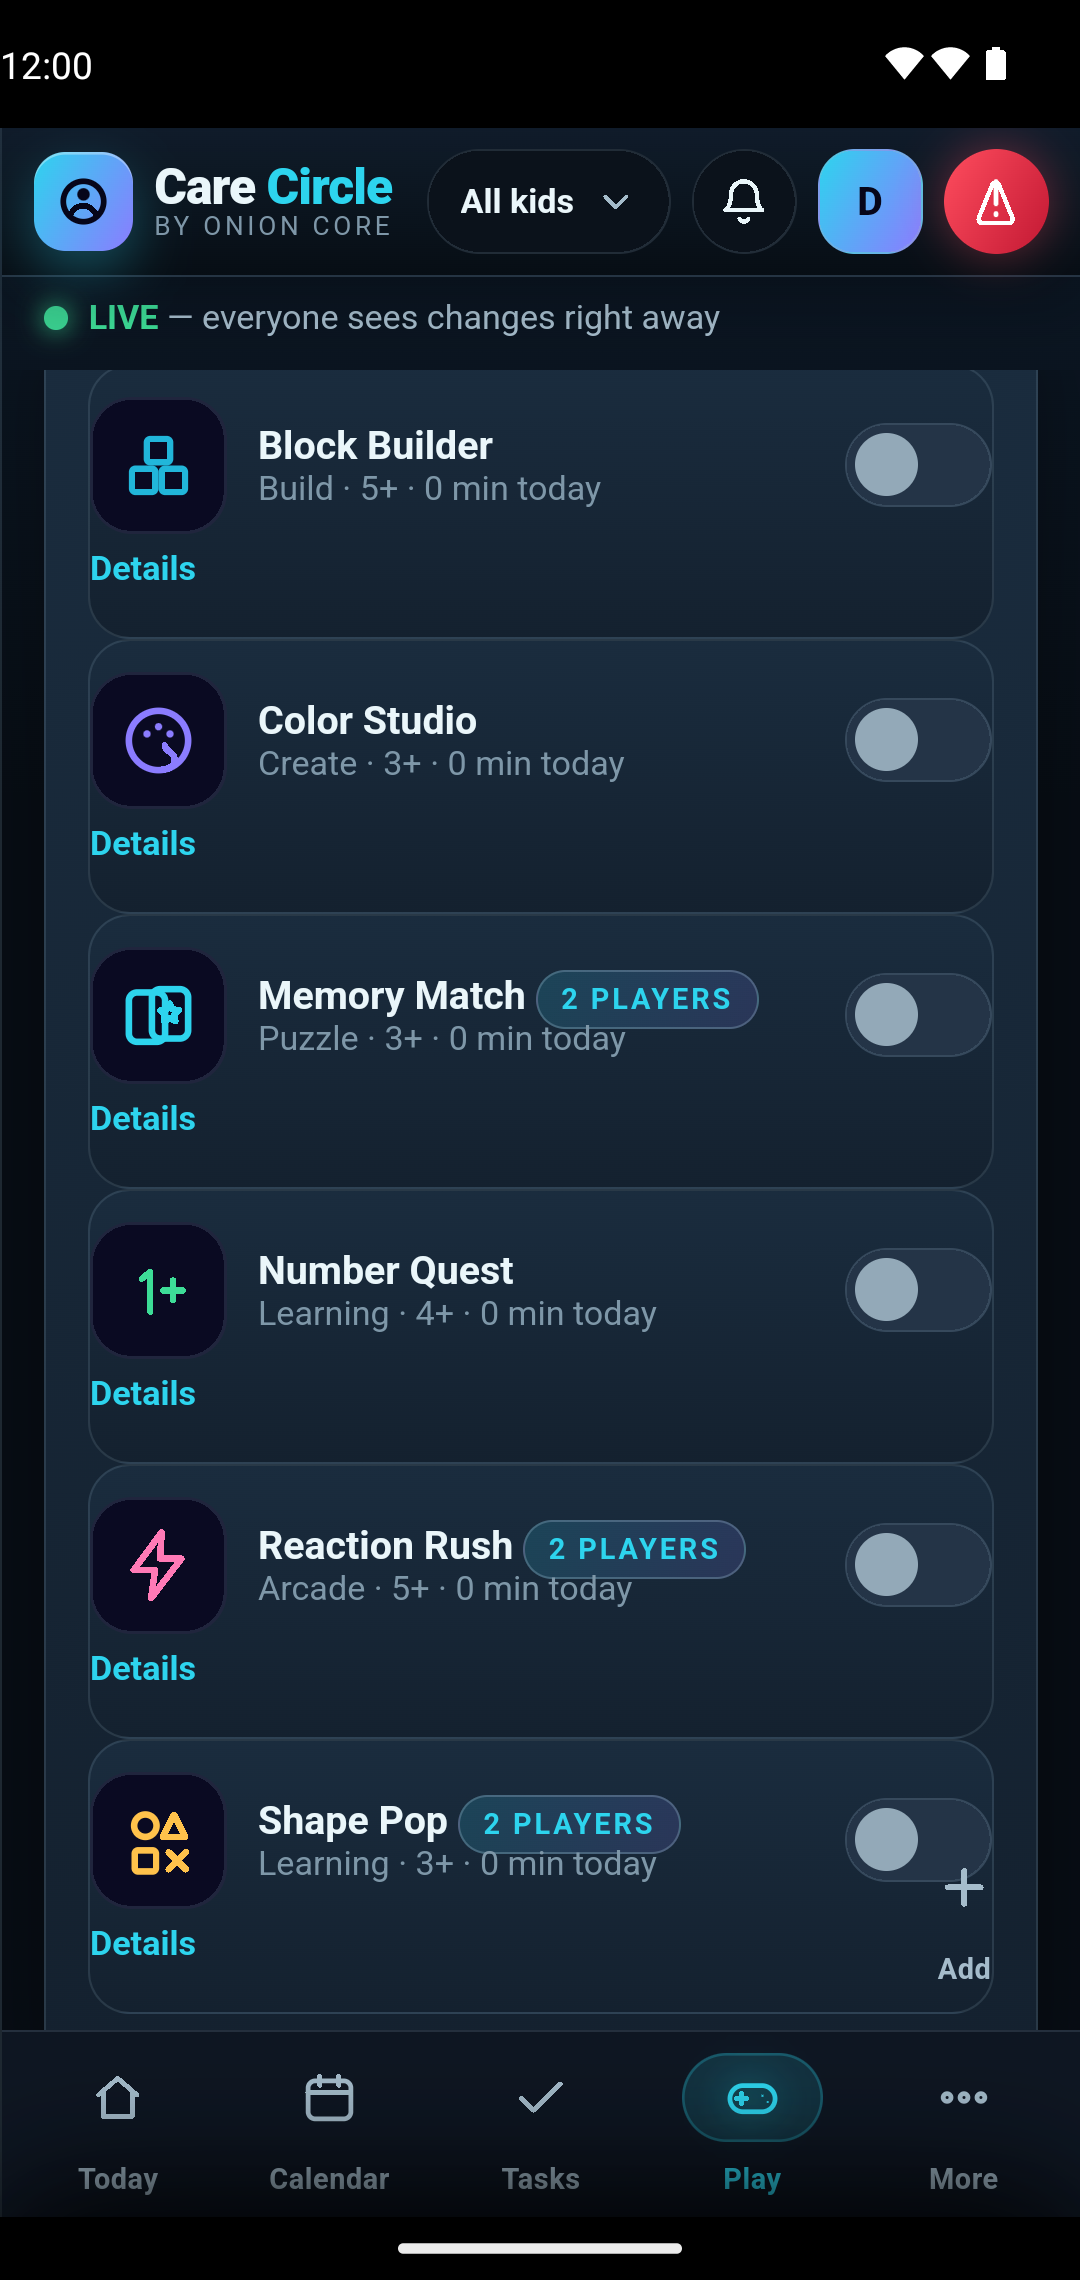 12:00
Care Circle
BY ONION CORE
All kids
D
LIVE — everyone sees changes right away
Block Builder
Build · 5+ · 0 min today
Details
Color Studio
Create · 3+ · 0 min today
Details
Memory Match 2 PLAYERS
Puzzle · 3+ · 0 min today
Details
1+
Number Quest
Learning · 4+ · 0 min today
Details
Reaction Rush 2 PLAYERS
Arcade · 5+ · 0 min today
Details
Shape Pop 2 PLAYERS
Learning · 3+ · 0 min today
Details
Add
Today
Calendar
Tasks
Play
More